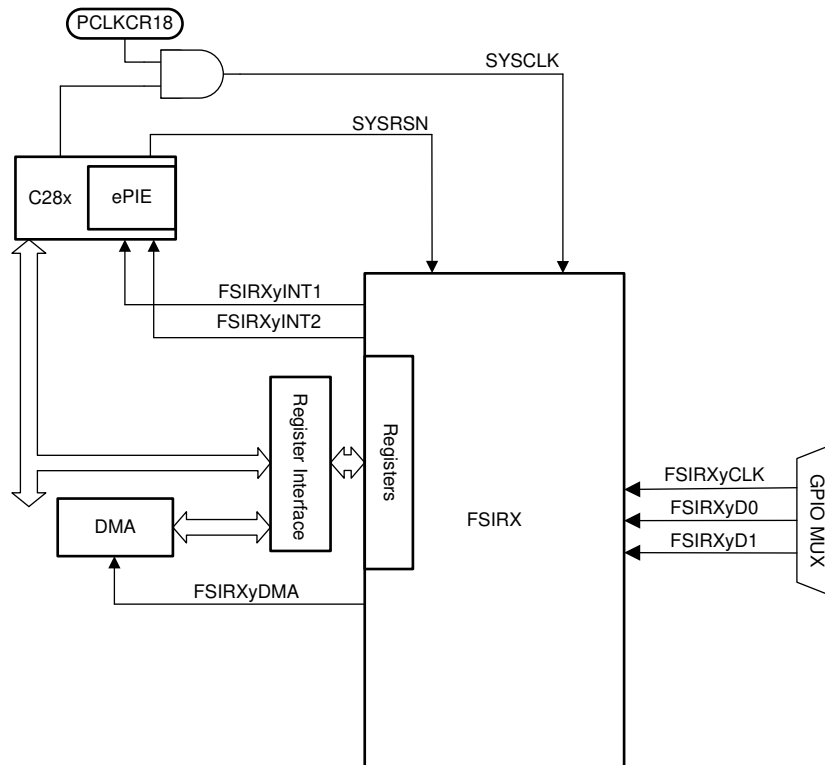 PCLKCR18
SYSCLK
SYSRSN
C28x
ePIE
FSIRXyINT1
FSIRXyINT2
Register Interface
Registers
FSIRX
FSIRXyCLK
FSIRXyD0
FSIRXyD1
GPIO MUX
DMA
FSIRXyDMA